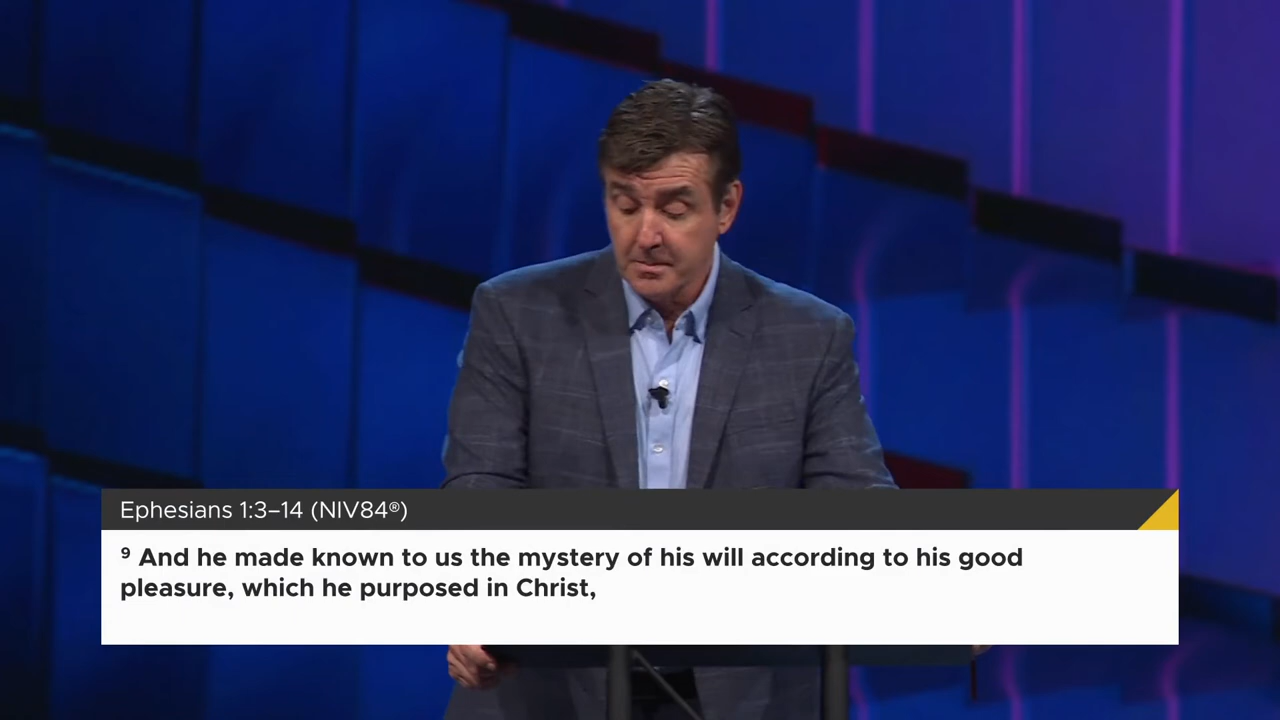 Ephesians 1:3–14 (NIV84®)
⁹ And he made known to us the mystery of his will according to his good
pleasure, which he purposed in Christ,